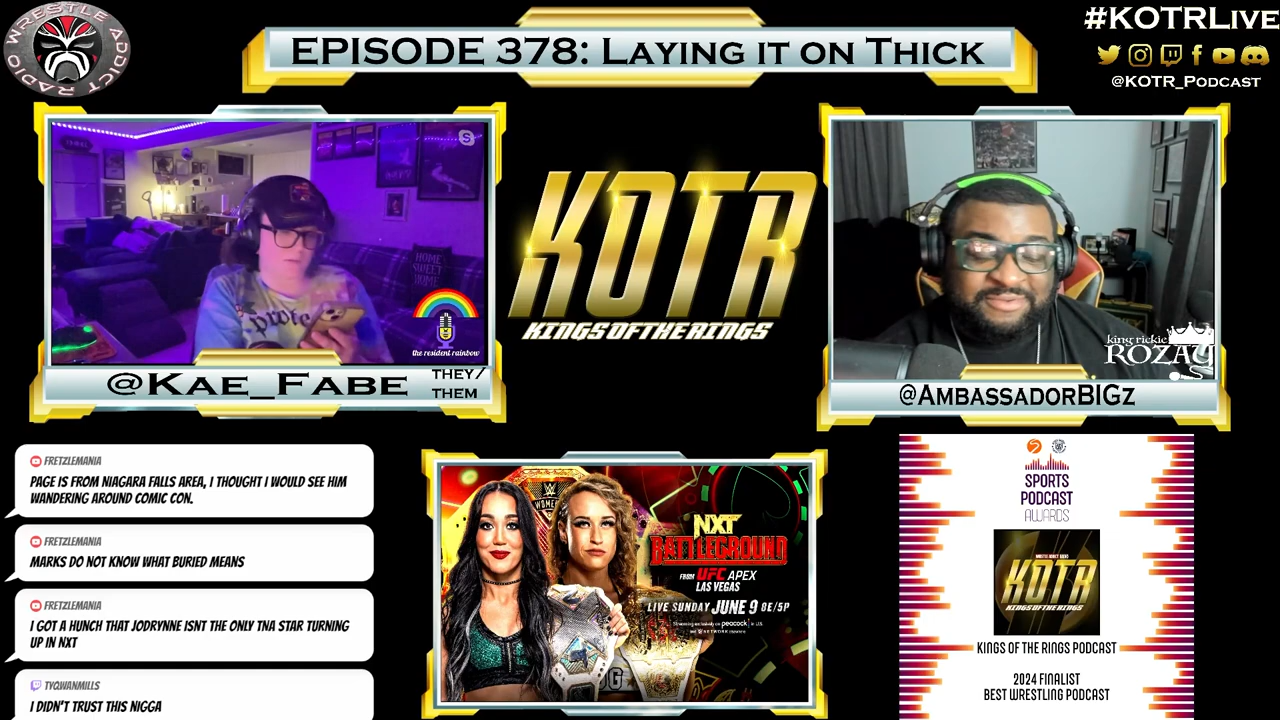 WRESTLE ADDICT RADIO
EPISODE 378: LAYING IT ON THICK
#KOTRLIVE
@KOTR_PODCAST
HOME
SWEET
HOME
the resident rainbow
@KAE_FABE
THEY/
THEM
KOTR
KINGS OF THE RINGS
king rickie
ROZAY
@AMBASSADORBIGZ
FRETZLEMANIA
PAGE IS FROM NIAGARA FALLS AREA, I THOUGHT I WOULD SEE HIM
WANDERING AROUND COMIC CON.
FRETZLEMANIA
MARKS DO NOT KNOW WHAT BURIED MEANS
FRETZLEMANIA
I GOT A HUNCH THAT JODRYNNE ISNT THE ONLY TNA STAR TURNING
UP IN NXT
TYQWANMILLS
I DIDN'T TRUST THIS NIGGA
NXT
BATTLEGROUND
FROM UFC APEX
LAS VEGAS
LIVE SUNDAY JUNE 9 8E/5P
Streaming exclusively on peacock in U.S.
SPORTS
PODCAST
AWARDS
KOTR
KINGS OF THE RINGS
KINGS OF THE RINGS PODCAST
2024 FINALIST
BEST WRESTLING PODCAST